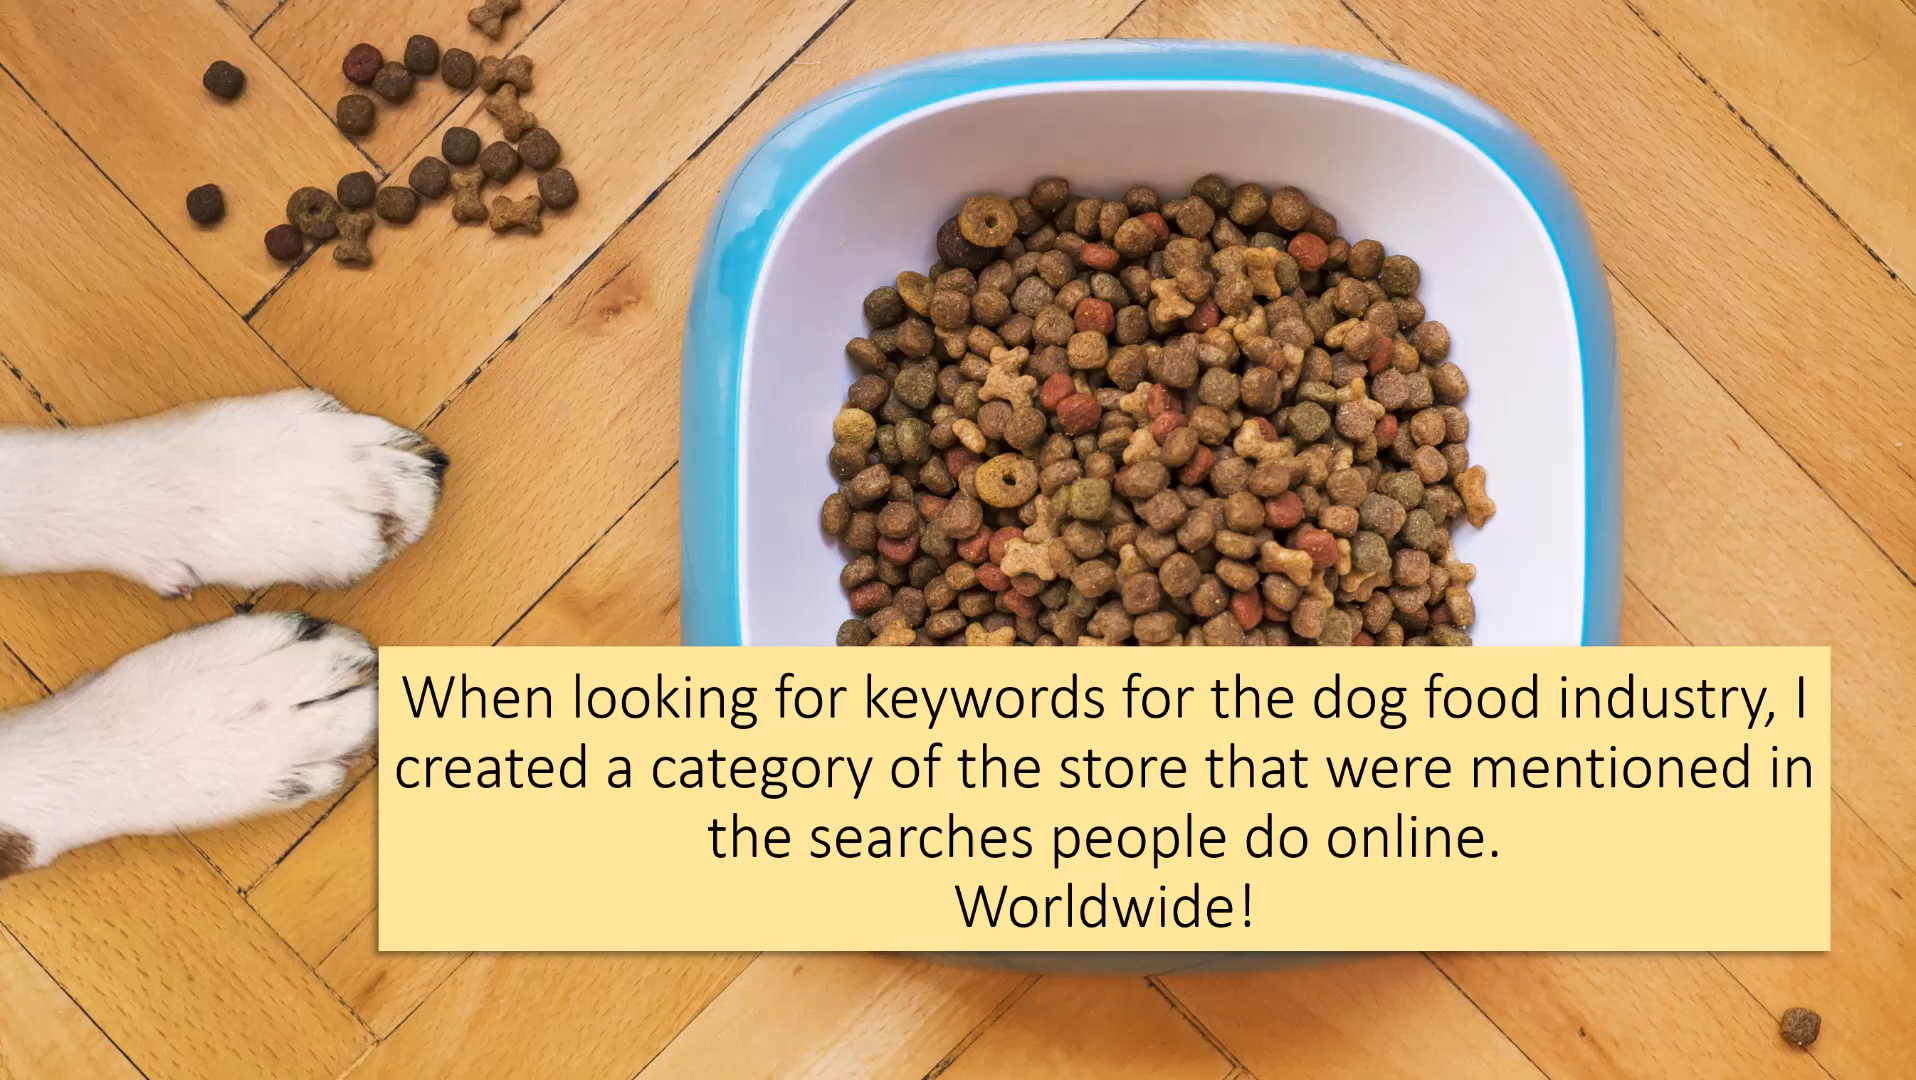 When looking for keywords for the dog food industry, I
created a category of the store that were mentioned in
the searches people do online.
Worldwide!